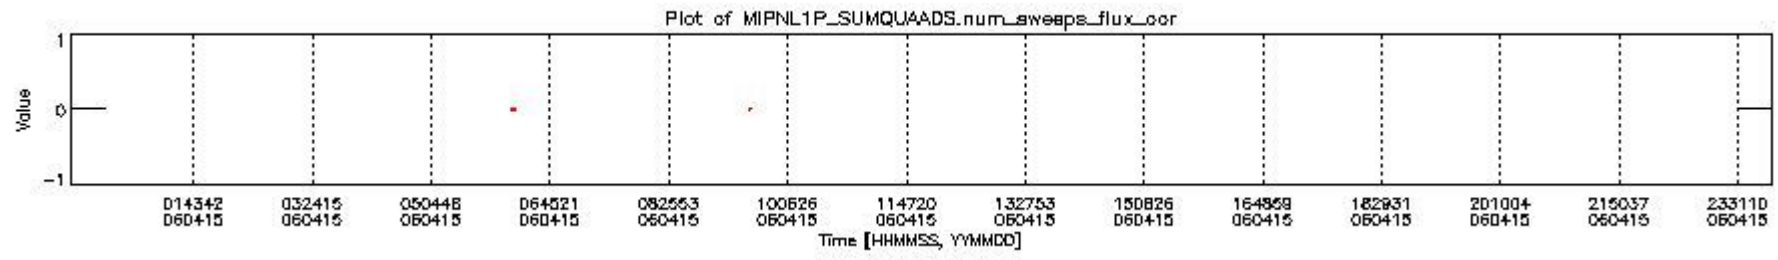 Plot of MIPNL1P_SUMQUAADS.num_sweeps_flux_cor
1
Value
0
-1
014342 032415 050448 064521 082553 100626 114720 132753 150826 164859 182931 201004 215037 233110
060415 060415 060415 060415 060415 060415 060415 060415 060415 060415 060415 060415 060415 060415
Time [HHMMSS, YYMMDD]